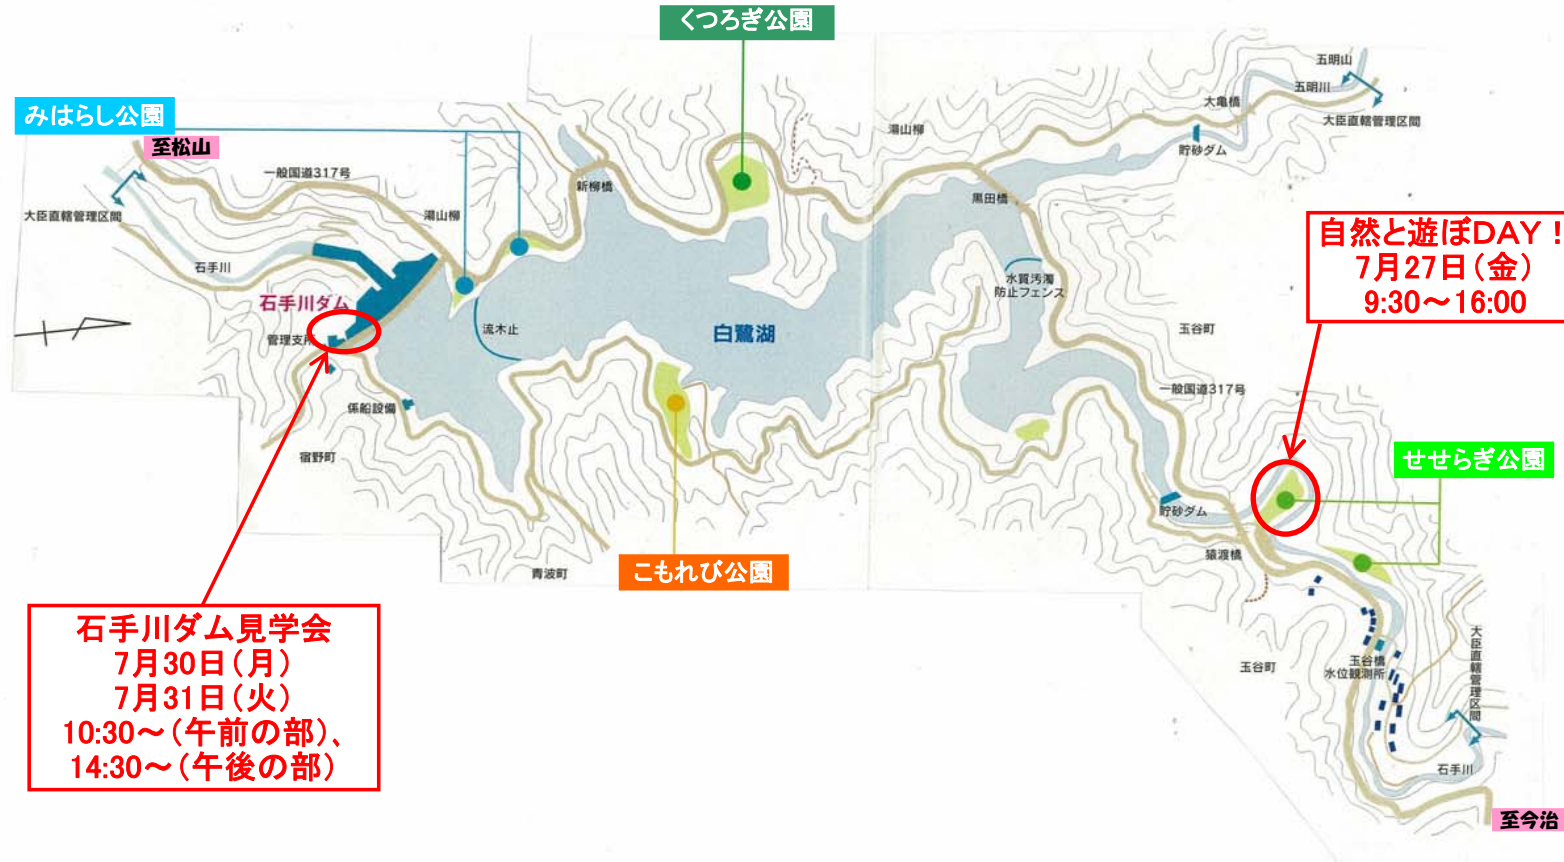 くつろぎ公園
みはらし公園
至松山
一般国道317号
大臣直轄管理区間
湯山柳
石手川
石手川ダム
管理支所
係船設備
宿野町
流木止
新柳橋
白鷺湖
湯山柳
黒田橋
水質汚濁
防止フェンス
五明山
五明川
大亀橋
大臣直轄管理区間
貯砂ダム
自然と遊ぼDAY!
7月27日(金)
9:30~16:00
玉谷町
一般国道317号
せせらぎ公園
貯砂ダム
猿渡橋
青波町
こもれび公園
石手川ダム見学会
7月30日(月)
7月31日(火)
10:30~(午前の部)、
14:30~(午後の部)
玉谷町
玉谷橋
水位観測所
大臣直轄管理区間
石手川
至今治